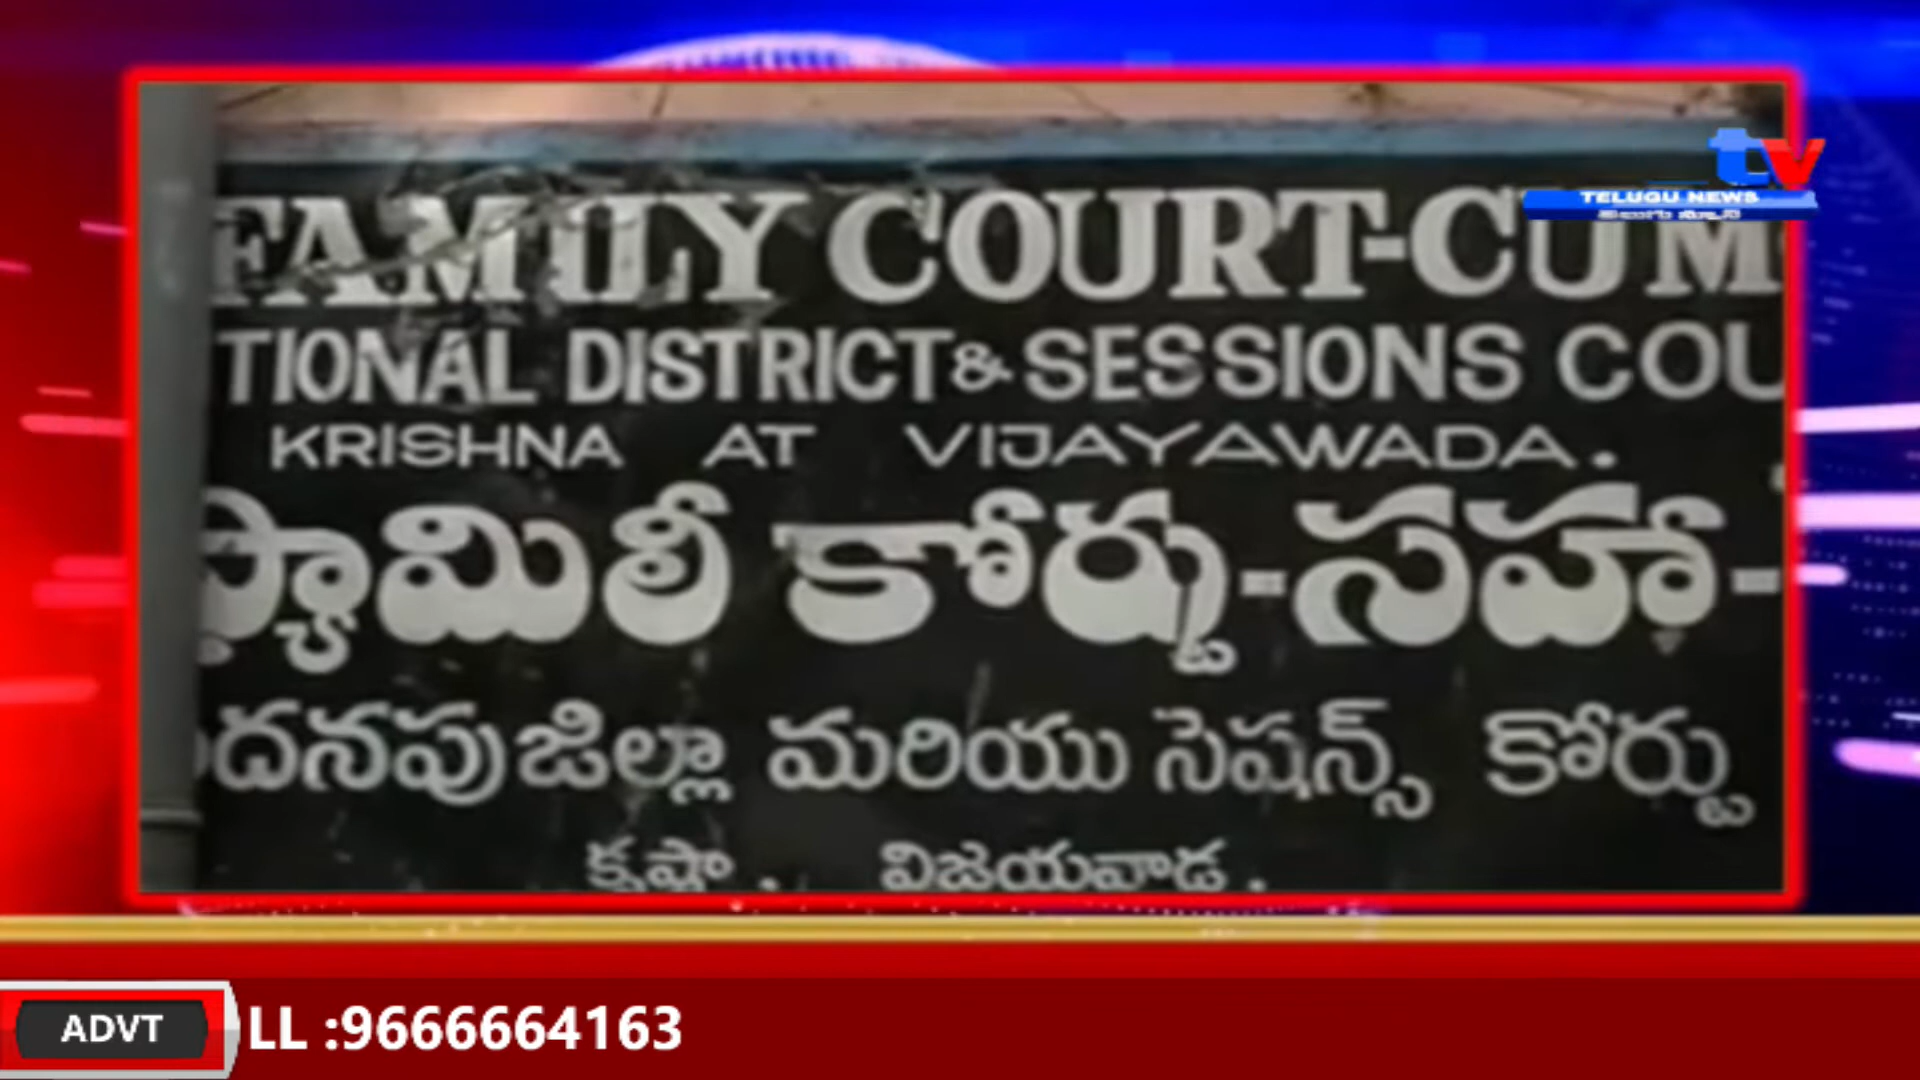 tv
TELUGU NEWS
FAMILY COURT-CUM
TIONAL DISTRICT & SESSIONS COU
KRISHNA AT VIJAYAWADA.
ఫ్యామిలీ కోర్టు-సహా-
దనపుజిల్లా మరియు సెషన్స్ కోర్టు
కృష్ణా. విజయవాడ.
ADVT
LL :9666664163